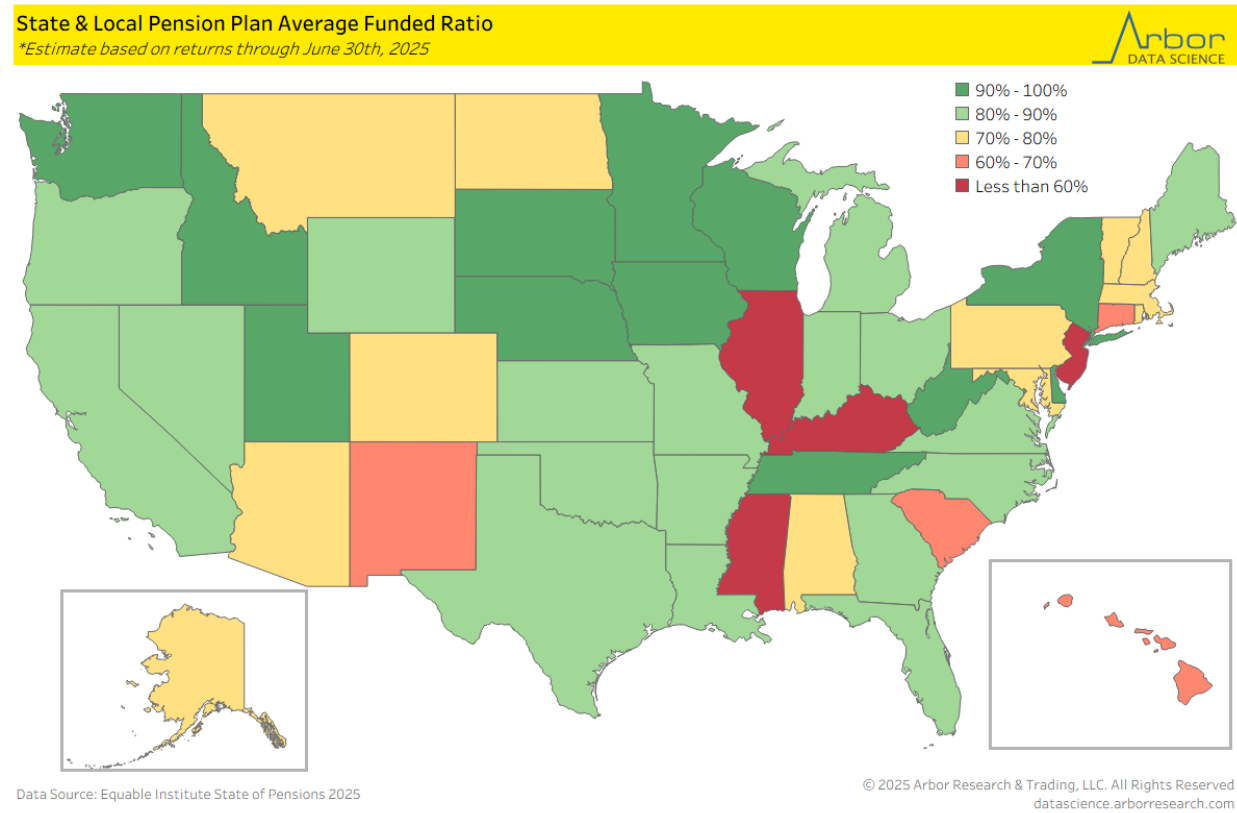 State & Local Pension Plan Average Funded Ratio
*Estimate based on returns through June 30th, 2025
Arbor
DATA SCIENCE
90% - 100%
80% - 90%
70% - 80%
60% - 70%
Less than 60%
Data Source: Equable Institute State of Pensions 2025
© 2025 Arbor Research & Trading, LLC. All Rights Reserved
datascience.arborresearch.com